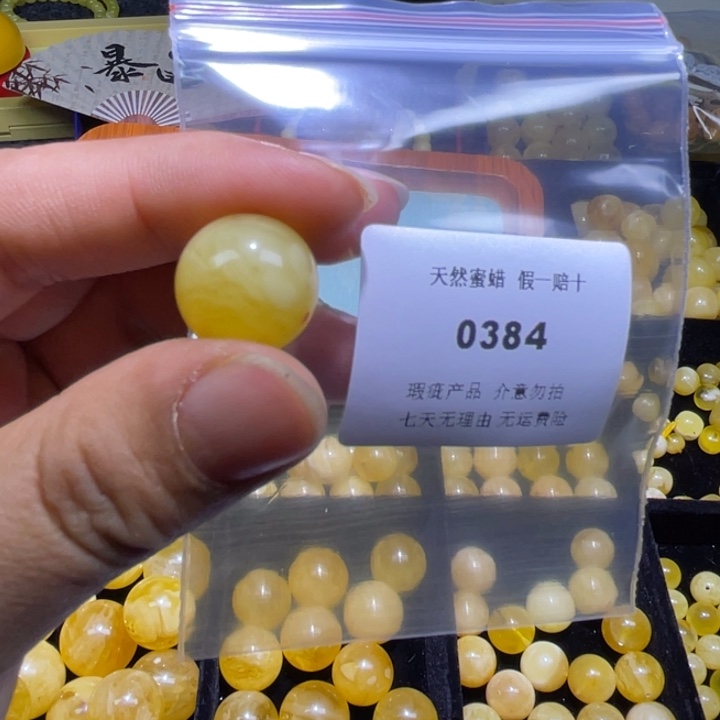 暴
天然蜜蜡 假一赔十
0384
瑕疵产品 介意勿拍
七天无理由 无运费险